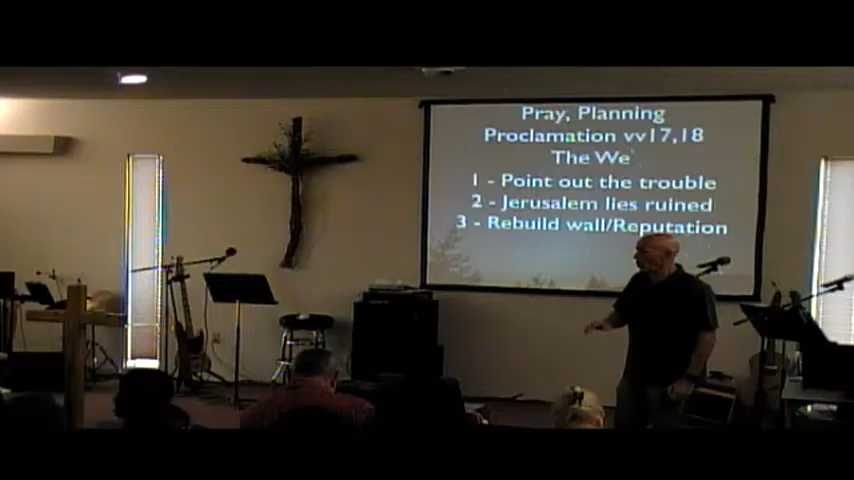 Pray, Planning
Proclamation vv17,18
The We
1 - Point out the trouble
2 - Jerusalem lies ruined
3 - Rebuild wall/Reputation